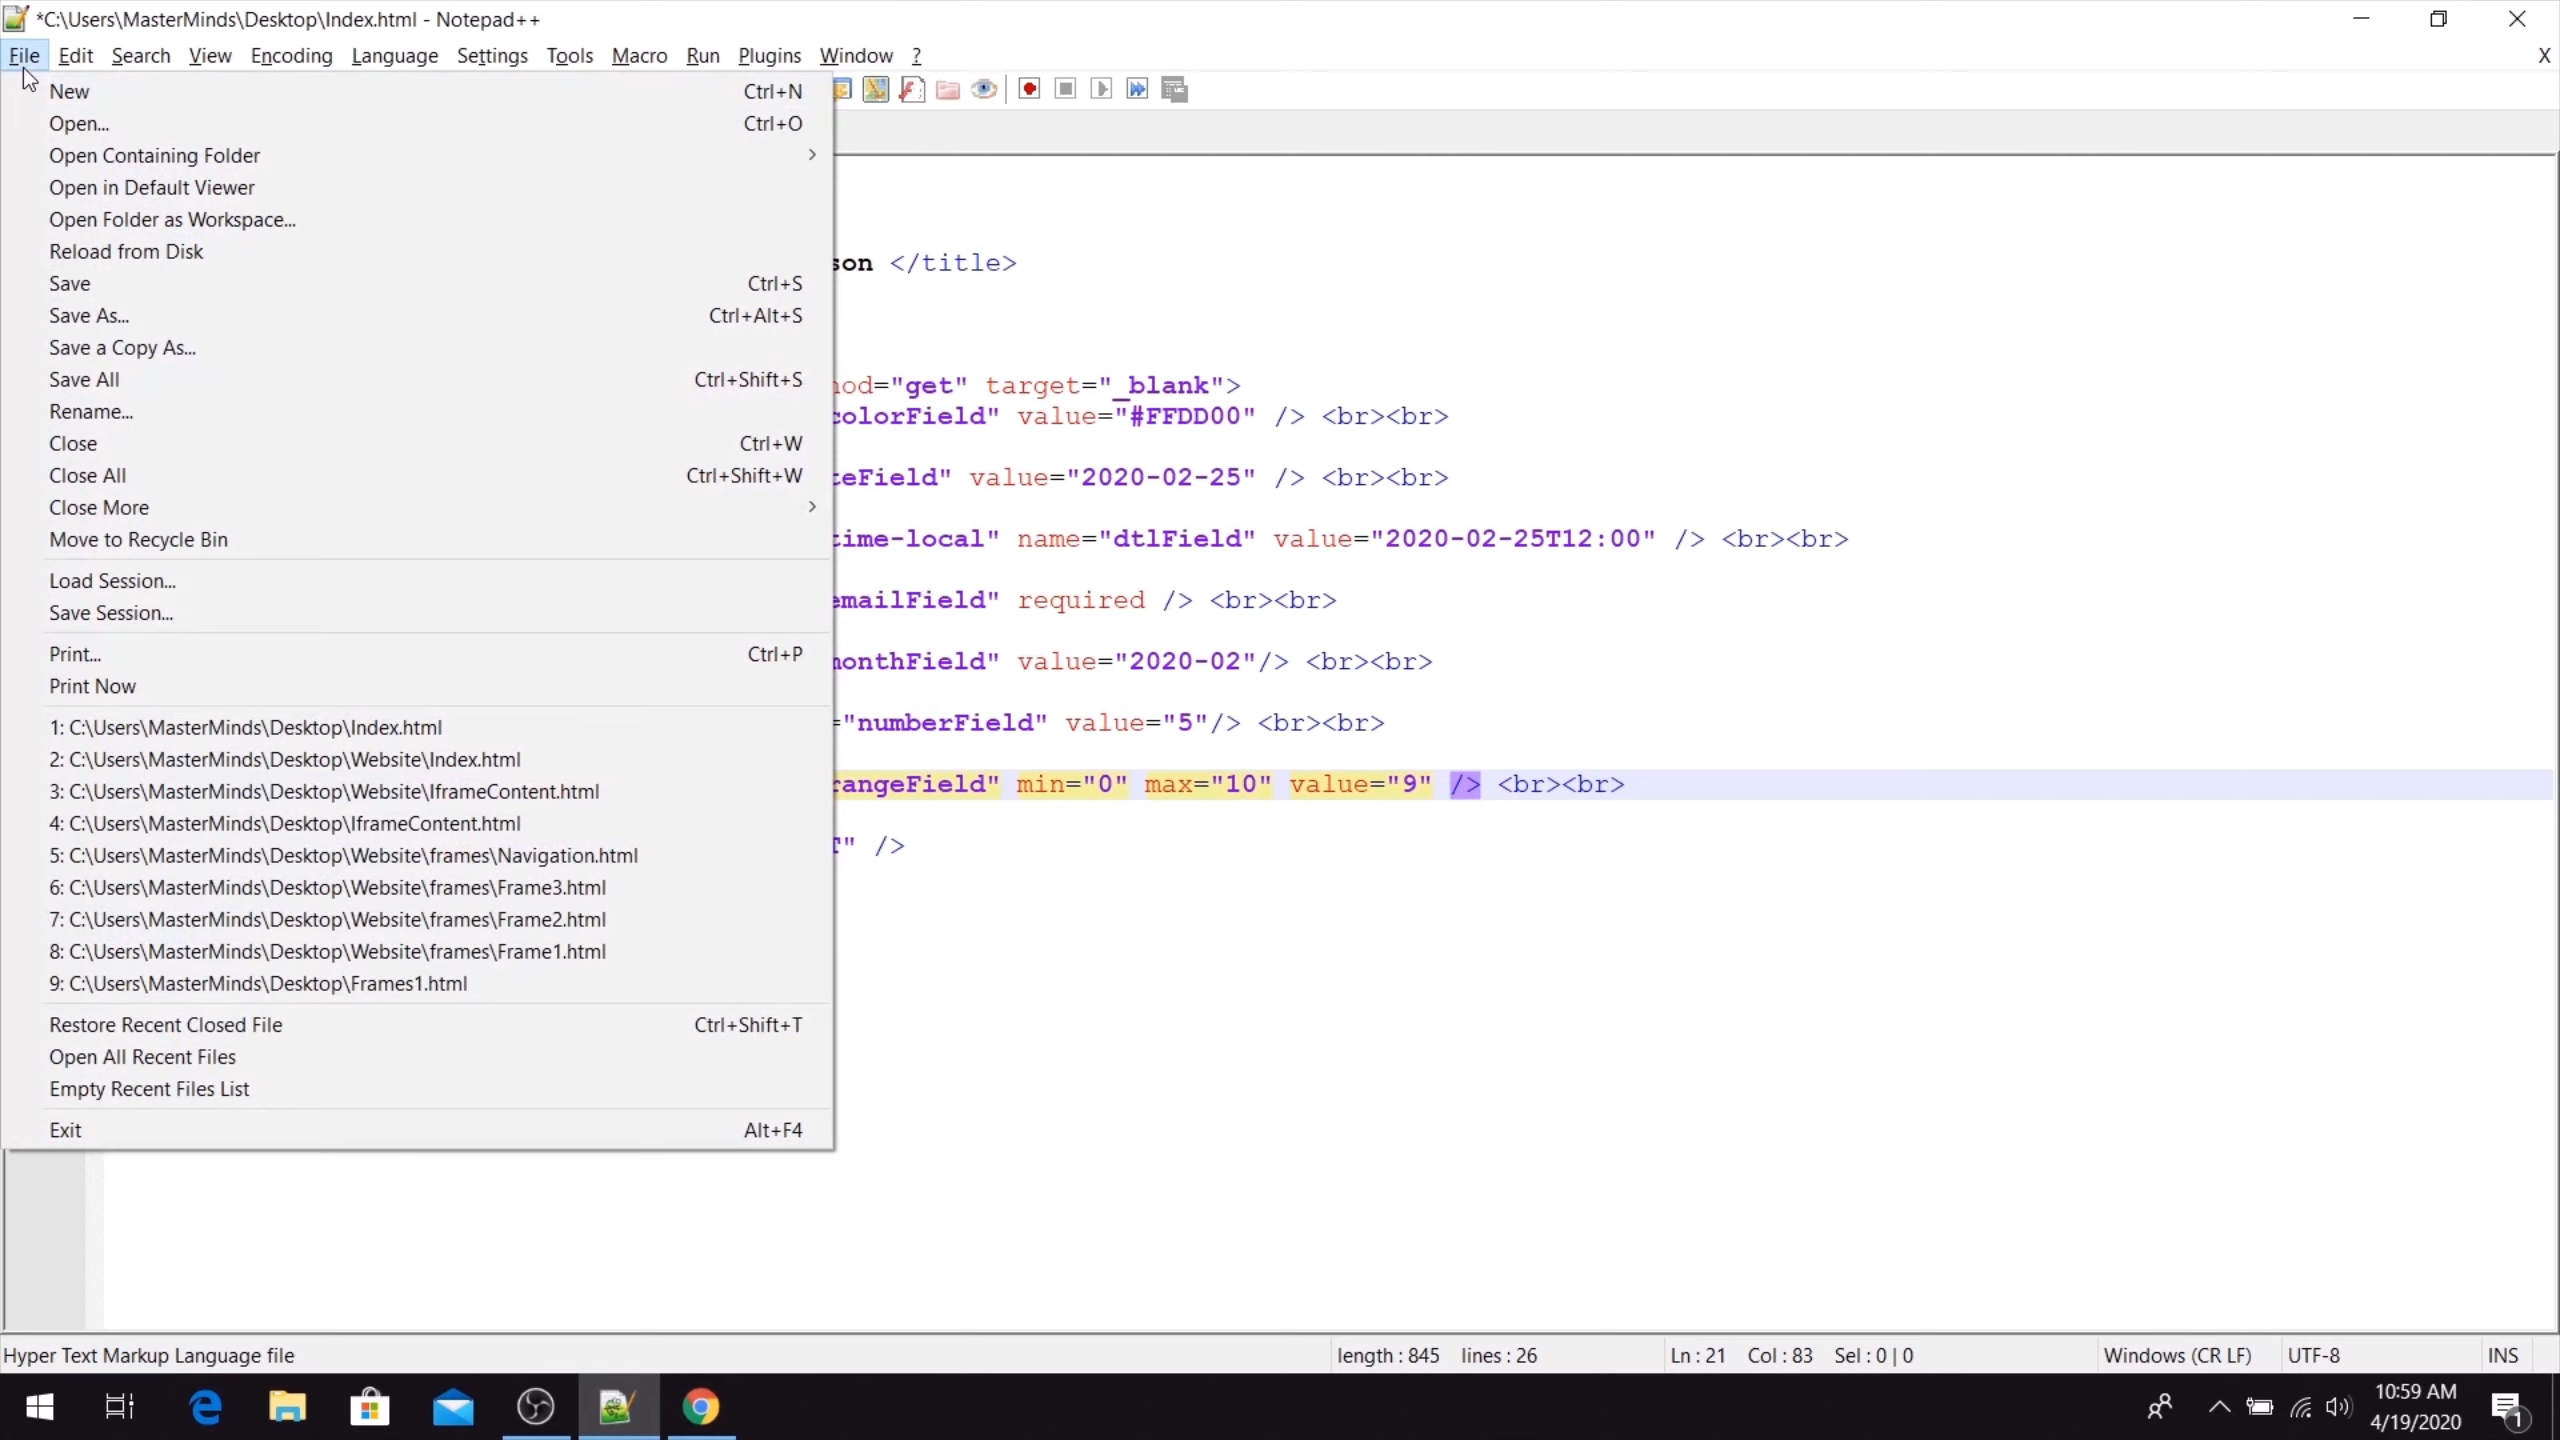 *C:\Users\MasterMinds\Desktop\Index.html - Notepad++
File Edit Search View Encoding Language Settings Tools Macro Run Plugins Window ? X
New Ctrl+N
Open... Ctrl+O
Open Containing Folder
Open in Default Viewer
Open Folder as Workspace...
Reload from Disk
Save Ctrl+S
Save As... Ctrl+Alt+S
Save a Copy As...
Save All Ctrl+Shift+S
Rename...
Close Ctrl+W
Close All Ctrl+Shift+W
Close More
Move to Recycle Bin
Load Session...
Save Session...
Print... Ctrl+P
Print Now
1: C:\Users\MasterMinds\Desktop\Index.html
2: C:\Users\MasterMinds\Desktop\Website\Index.html
3: C:\Users\MasterMinds\Desktop\Website\IframeContent.html
4: C:\Users\MasterMinds\Desktop\IframeContent.html
5: C:\Users\MasterMinds\Desktop\Website\frames\Navigation.html
6: C:\Users\MasterMinds\Desktop\Website\frames\Frame3.html
7: C:\Users\MasterMinds\Desktop\Website\frames\Frame2.html
8: C:\Users\MasterMinds\Desktop\Website\frames\Frame1.html
9: C:\Users\MasterMinds\Desktop\Frames1.html
Restore Recent Closed File Ctrl+Shift+T
Open All Recent Files
Empty Recent Files List
Exit Alt+F4
son </title>
od="get" target="_blank">
colorField" value="#FFDD00" /> <br><br>
teField" value="2020-02-25" /> <br><br>
time-local" name="dtlField" value="2020-02-25T12:00" /> <br><br>
emailField" required /> <br><br>
monthField" value="2020-02"/> <br><br>
="numberField" value="5"/> <br><br>
rangeField" min="0" max="10" value="9" /> <br><br>
T" />
Hyper Text Markup Language file length : 845 lines : 26 Ln : 21 Col : 83 Sel : 0 | 0 Windows (CR LF) UTF-8 INS
10:59 AM
4/19/2020
1